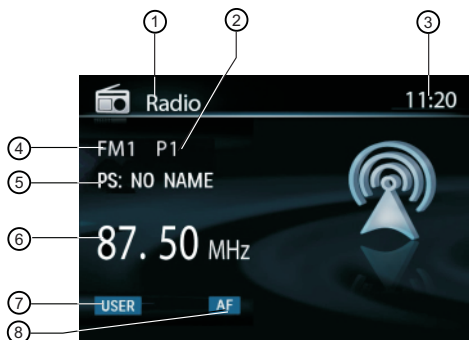 1 2 3
Radio 11:20
4 FM1 P1
5 PS: NO NAME
6 87. 50 MHz
7 USER AF
8